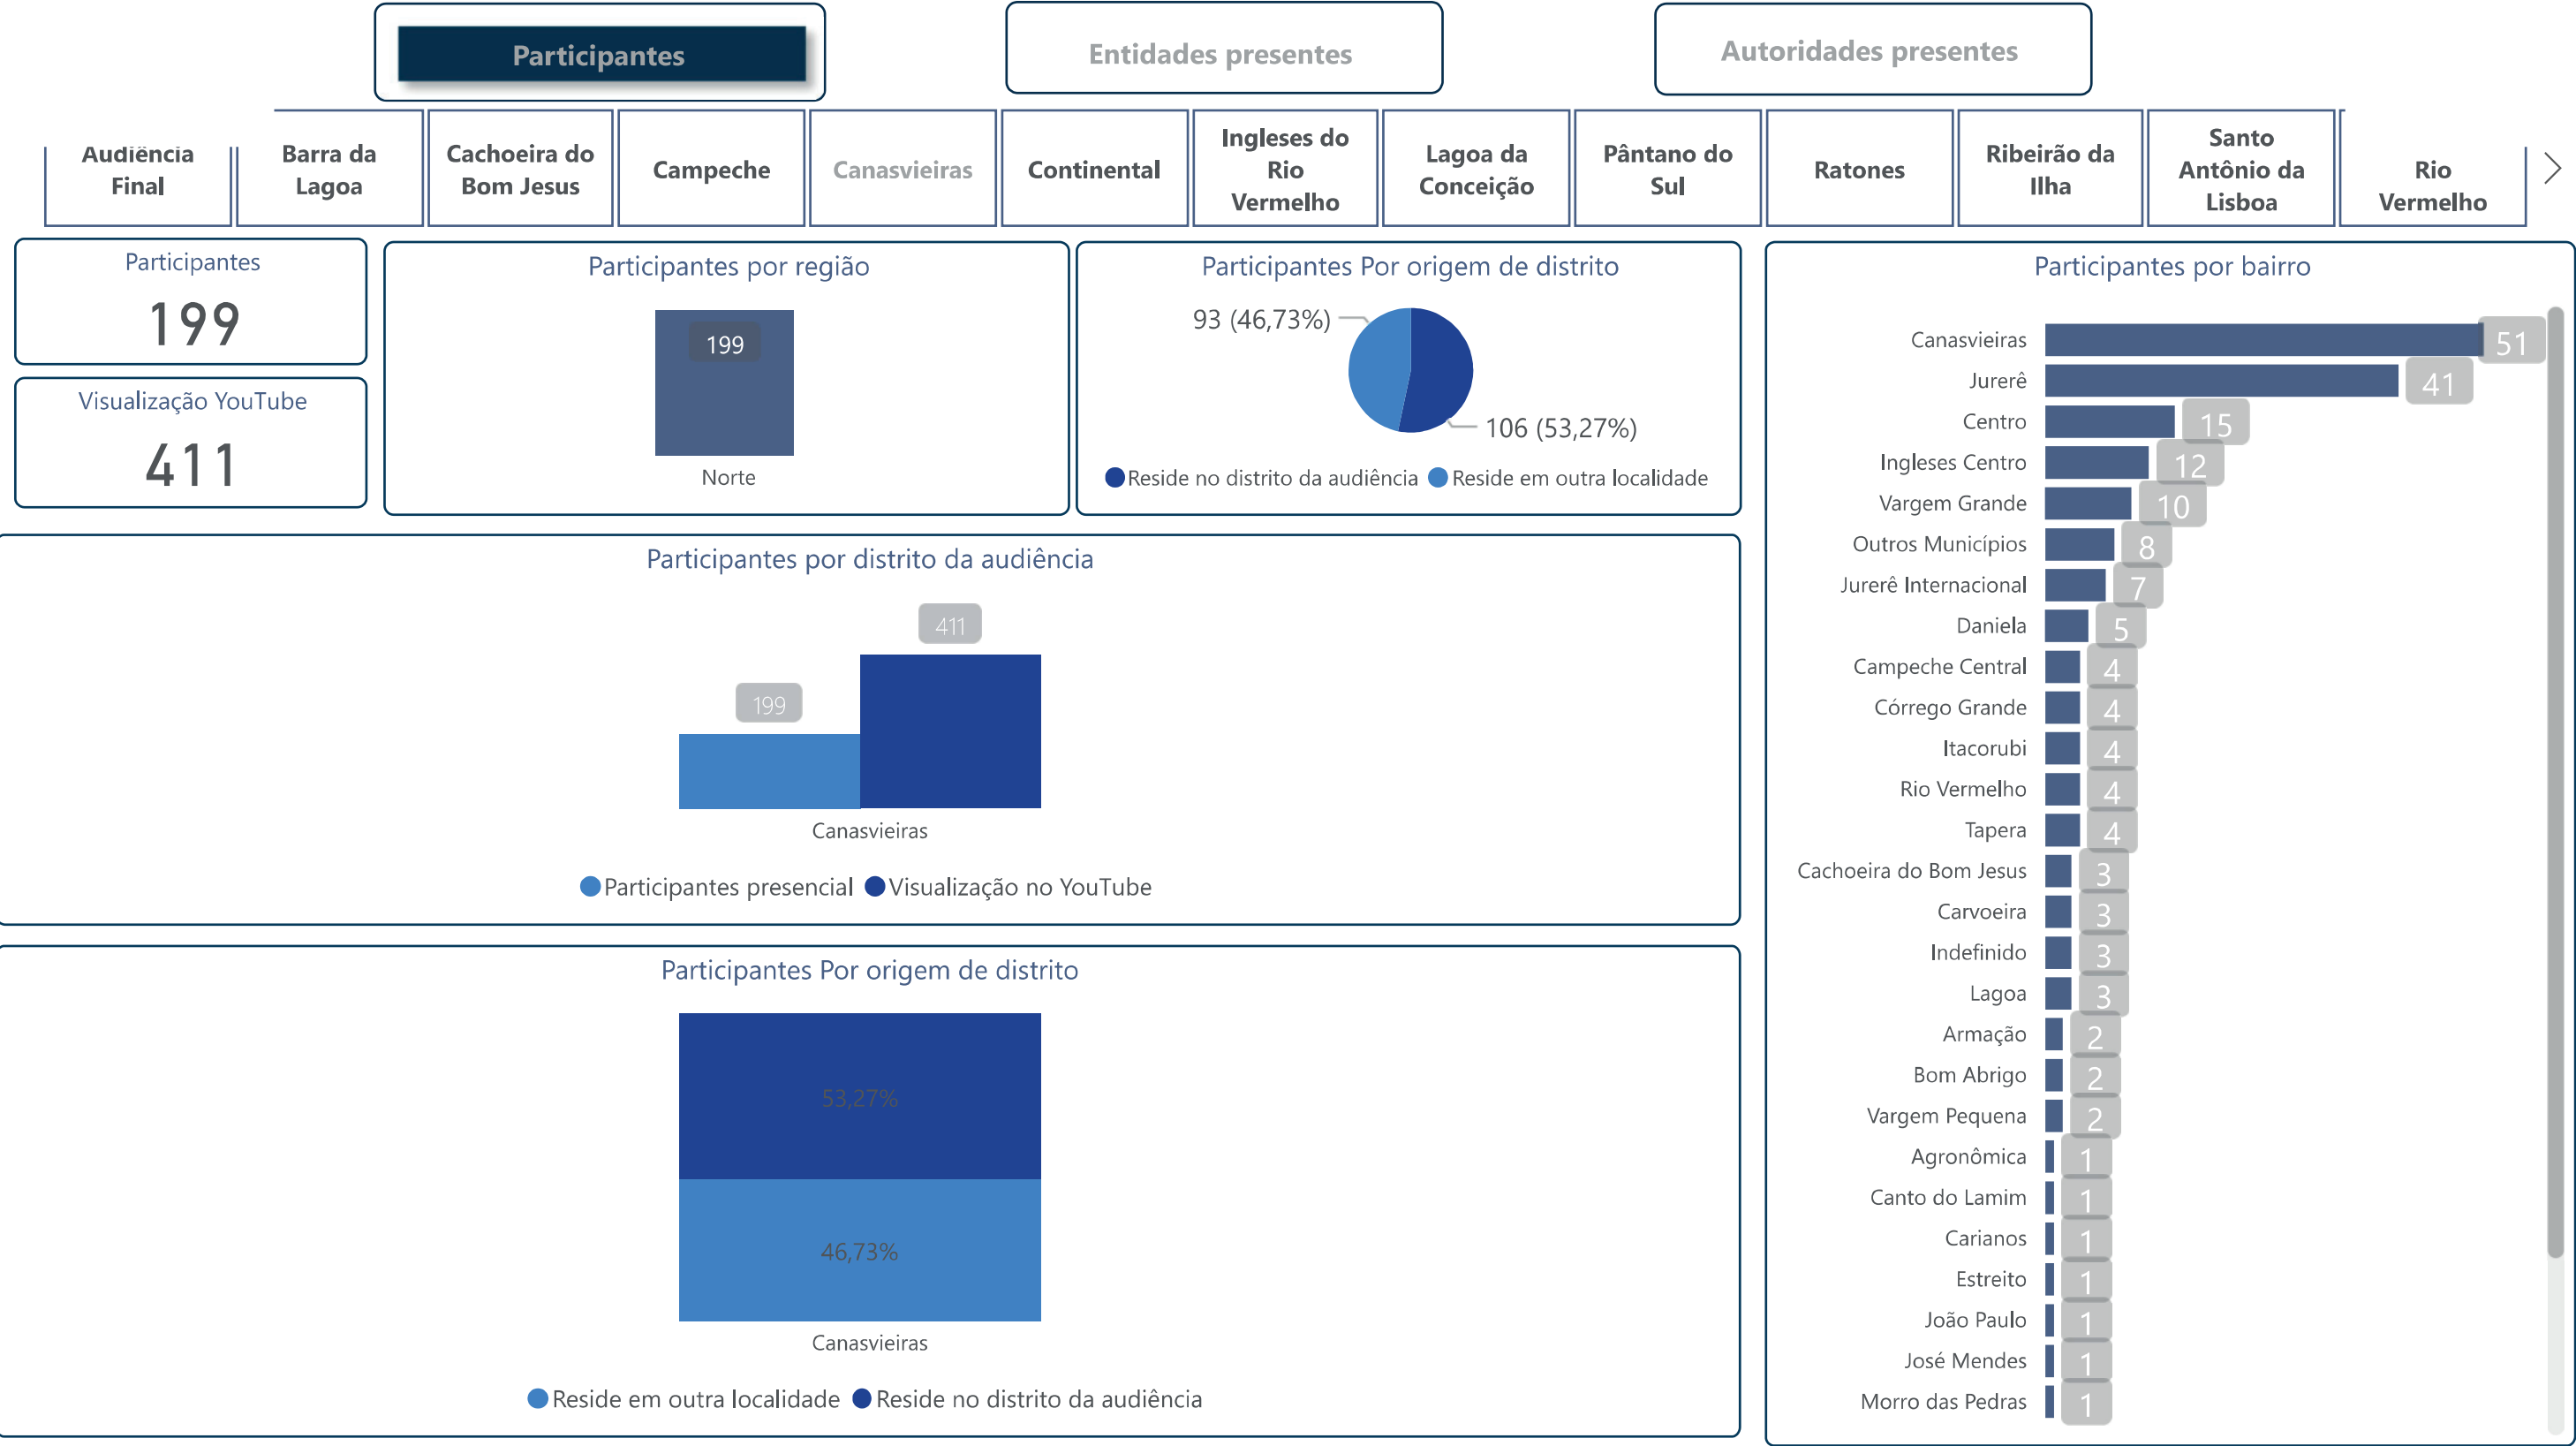 Participantes
Entidades presentes
Autoridades presentes
Audiência
Final
Barra da
Lagoa
Cachoeira do
Bom Jesus
Campeche
Canasvieiras
Continental
Ingleses do
Rio
Vermelho
Lagoa da
Conceição
Pântano do
Sul
Ratones
Ribeirão da
Ilha
Santo
Antônio da
Lisboa
Rio
Vermelho
Participantes
199
Visualização YouTube
411
Participantes por região
199
Norte
Participantes Por origem de distrito
93 (46,73%)
106 (53,27%)
Reside no distrito da audiência Reside em outra localidade
Participantes por distrito da audiência
199
411
Canasvieiras
Participantes presencial Visualização no YouTube
Participantes Por origem de distrito
53,27%
46,73%
Canasvieiras
Reside em outra localidade Reside no distrito da audiência
Participantes por bairro
Canasvieiras 51
Jurerê 41
Centro 15
Ingleses Centro 12
Vargem Grande 10
Outros Municípios 8
Jurerê Internacional 7
Daniela 5
Campeche Central 4
Córrego Grande 4
Itacorubi 4
Rio Vermelho 4
Tapera 4
Cachoeira do Bom Jesus 3
Carvoeira 3
Indefinido 3
Lagoa 3
Armação 2
Bom Abrigo 2
Vargem Pequena 2
Agronômica 1
Canto do Lamim 1
Carianos 1
Estreito 1
João Paulo 1
José Mendes 1
Morro das Pedras 1